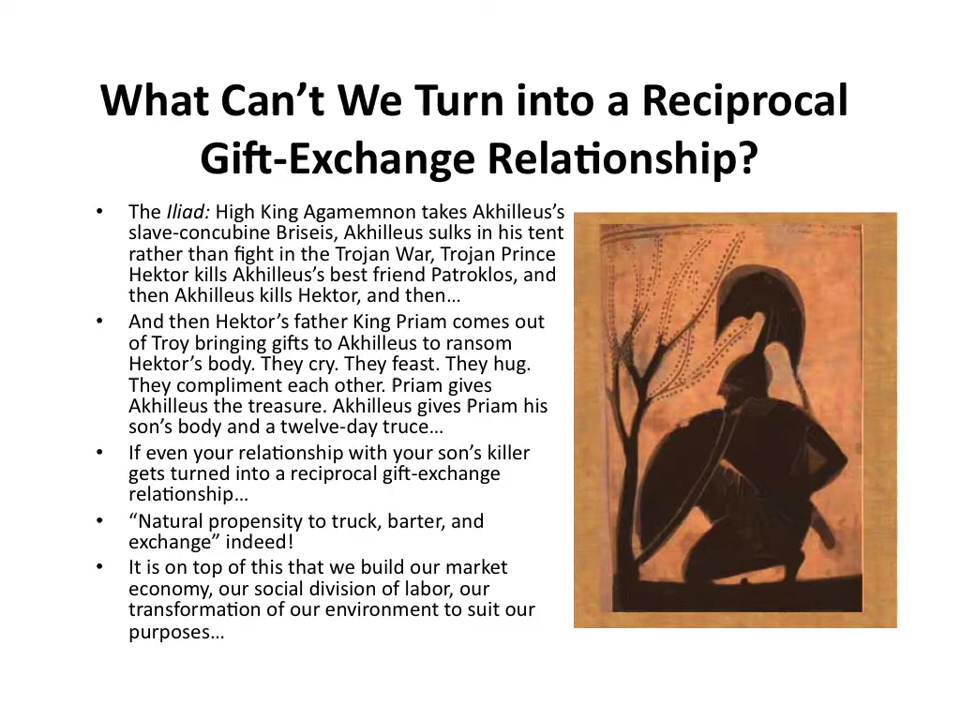 What Can’t We Turn into a Reciprocal
Gift-Exchange Relationship?
• The Iliad: High King Agamemnon takes Akhilleus’s
slave-concubine Briseis, Akhilleus sulks in his tent
rather than fight in the Trojan War, Trojan Prince
Hektor kills Akhilleus’s best friend Patroklos, and
then Akhilleus kills Hektor, and then…
• And then Hektor’s father King Priam comes out
of Troy bringing gifts to Akhilleus to ransom
Hektor’s body. They cry. They feast. They hug.
They compliment each other. Priam gives
Akhilleus the treasure. Akhilleus gives Priam his
son’s body and a twelve-day truce…
• If even your relationship with your son’s killer
gets turned into a reciprocal gift-exchange
relationship…
• “Natural propensity to truck, barter, and
exchange” indeed!
• It is on top of this that we build our market
economy, our social division of labor, our
transformation of our environment to suit our
purposes…